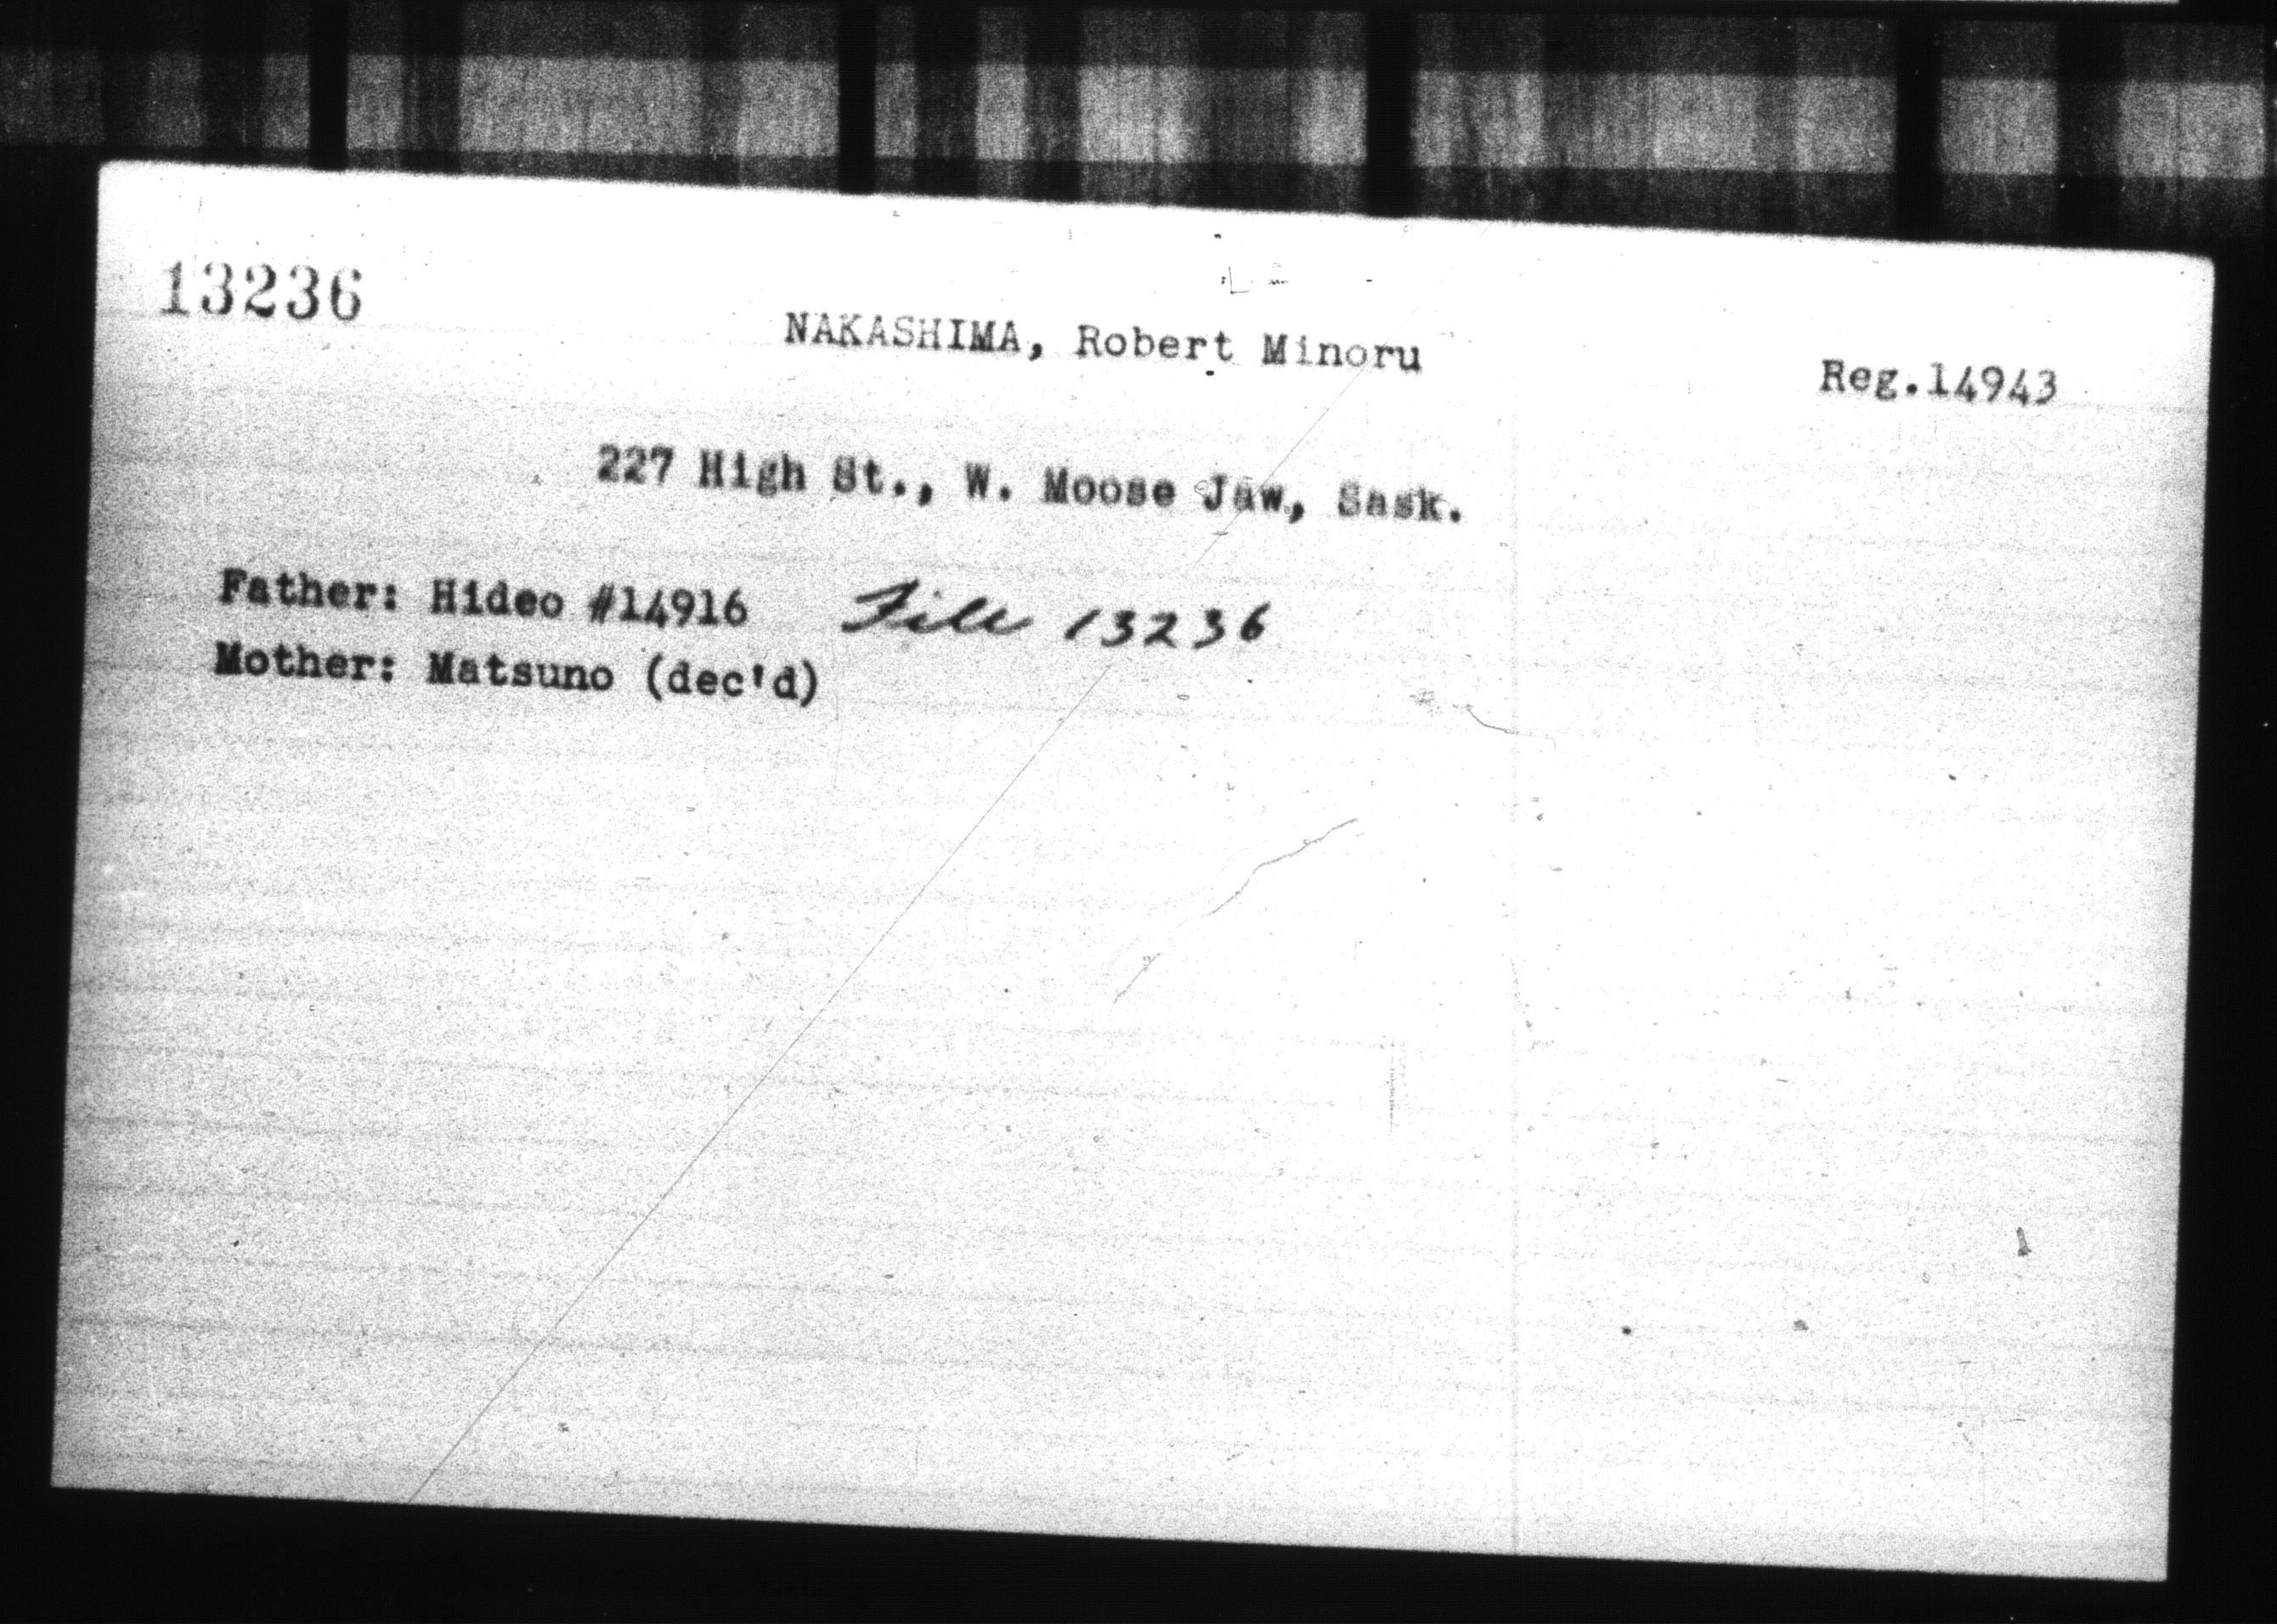 13236
NAKASHIMA, Robert Minoru
Reg.14943
227 High St., W. Moose Jaw, Sask.
Father: Hideo #14916 File 13236
Mother: Matsuno (dec'd)